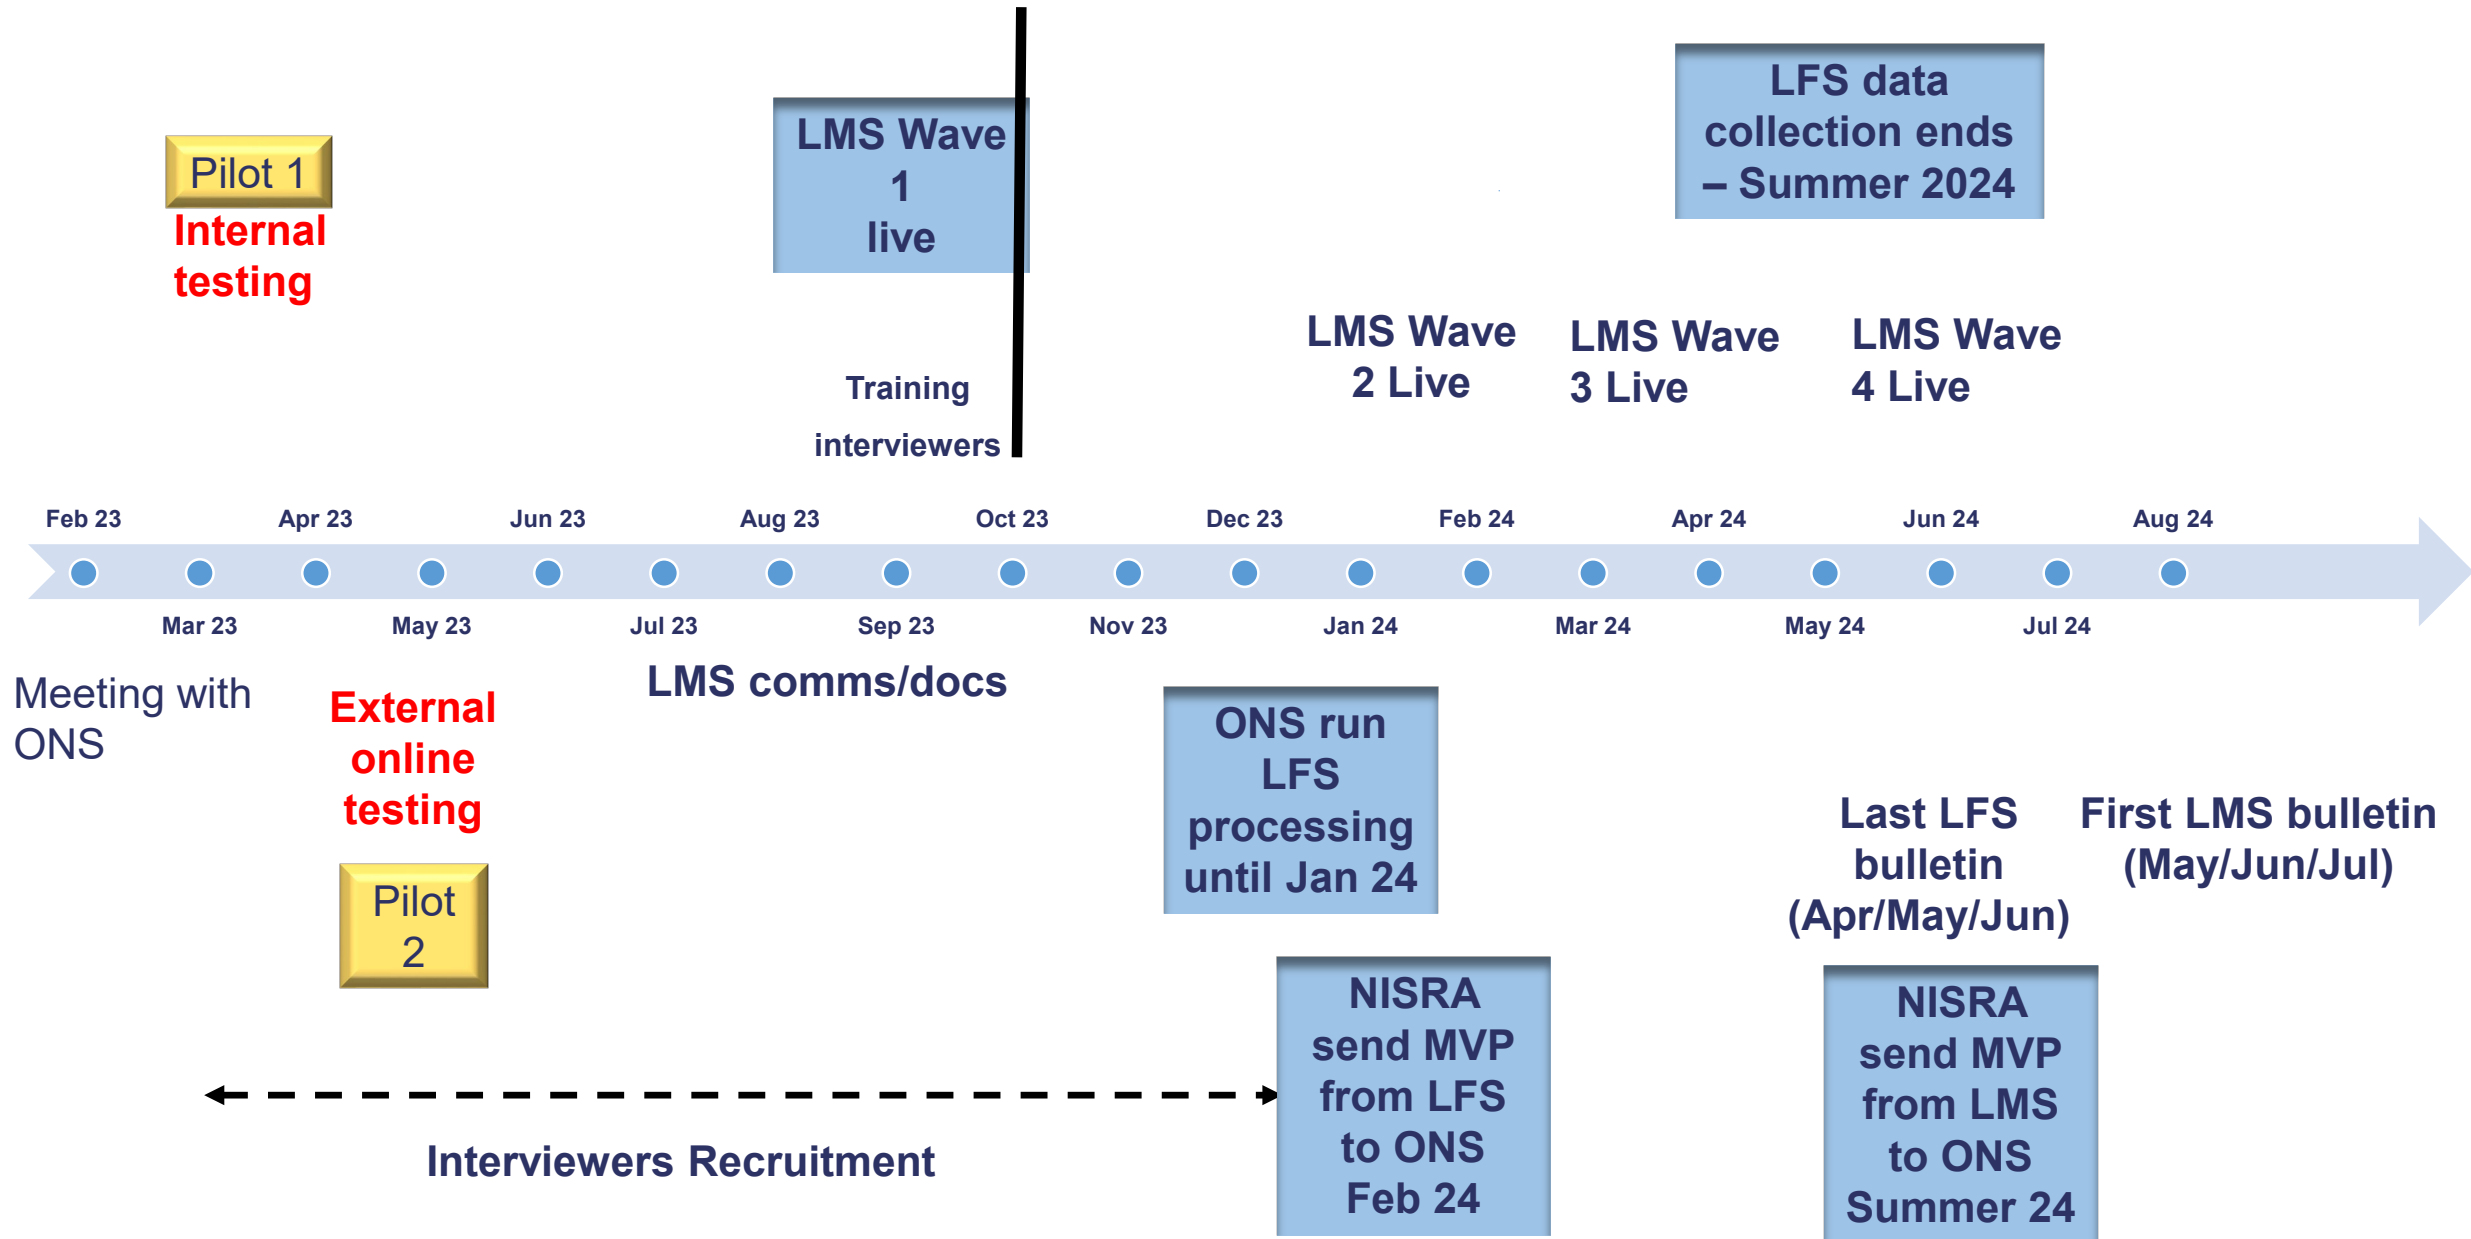 Pilot 1
Internal
testing
LMS Wave
1
live
Training
interviewers
LFS data
collection ends
– Summer 2024
LMS Wave
2 Live
LMS Wave
3 Live
LMS Wave
4 Live
Feb 23
Apr 23
Jun 23
Aug 23
Oct 23
Dec 23
Feb 24
Apr 24
Jun 24
Aug 24
Mar 23
May 23
Jul 23
Sep 23
Nov 23
Jan 24
Mar 24
May 24
Jul 24
Meeting with
ONS
External
online
testing
Pilot
2
LMS comms/docs
ONS run
LFS
processing
until Jan 24
Last LFS
bulletin
(Apr/May/Jun)
First LMS bulletin
(May/Jun/Jul)
Interviewers Recruitment
NISRA
send MVP
from LFS
to ONS
Feb 24
NISRA
send MVP
from LMS
to ONS
Summer 24